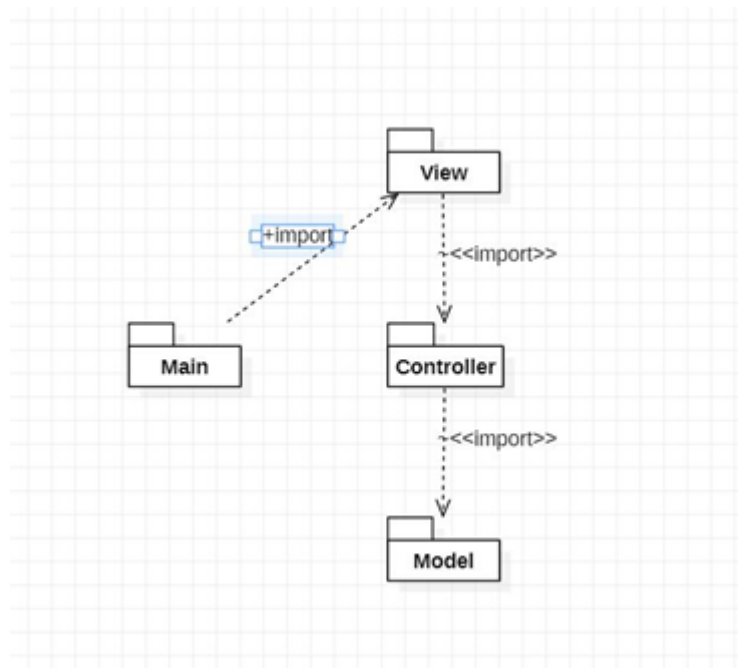 View
+import
<<import>>
Main
Controller
<<import>>
Model